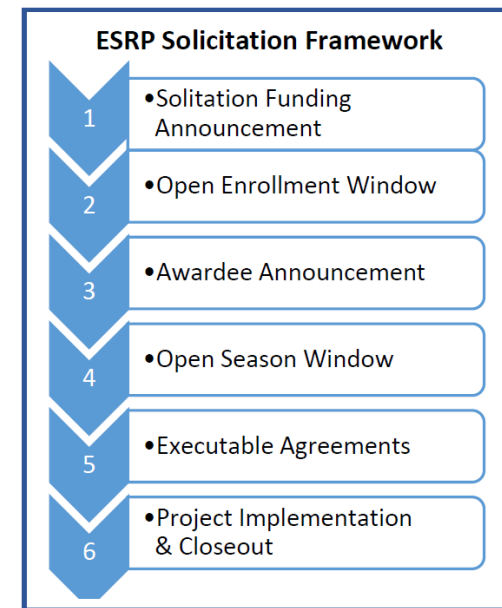 ESRP Solicitation Framework
1
•Solitation Funding
Announcement
2
•Open Enrollment Window
3
•Awardee Announcement
4
•Open Season Window
5
•Executable Agreements
6
•Project Implementation
& Closeout